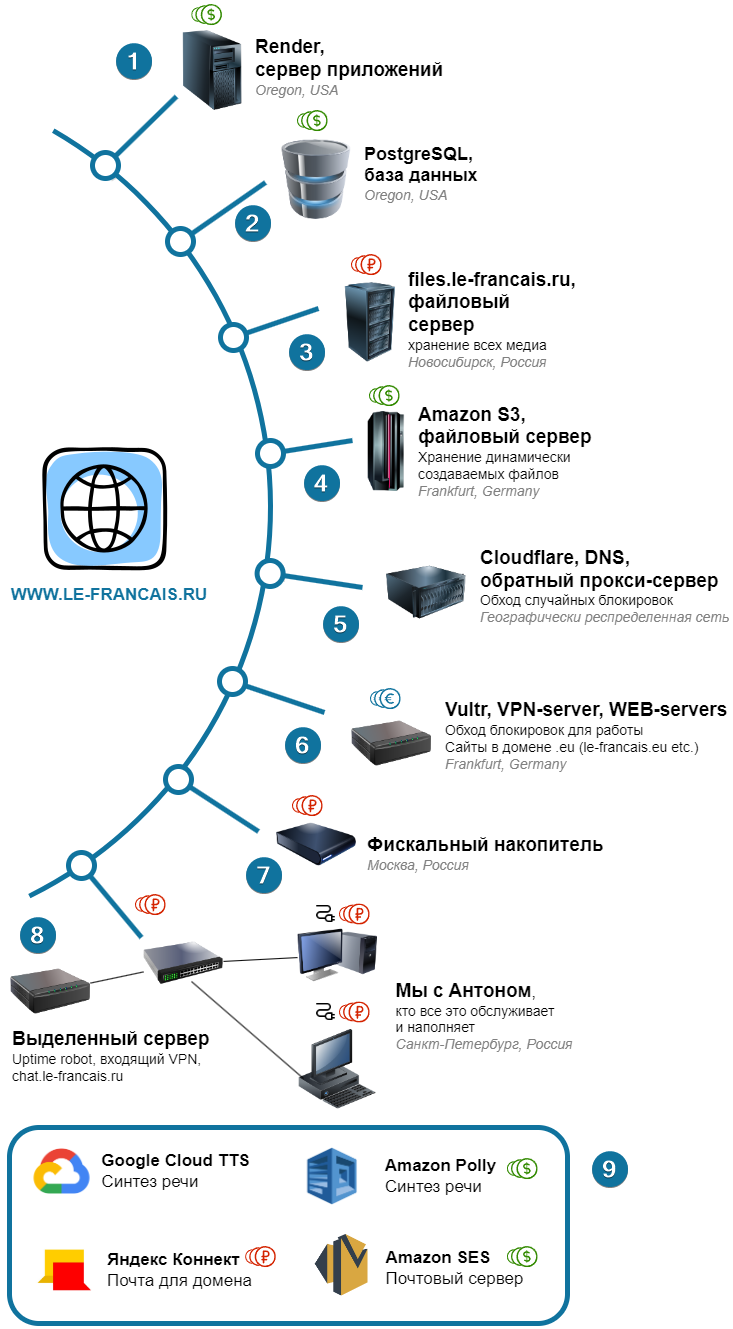 1
Render,
сервер приложений
Oregon, USA
PostgreSQL,
база данных
Oregon, USA
2
files.le-francais.ru,
файловый
сервер
хранение всех медиа
Новосибирск, Россия
3
Amazon S3,
файловый сервер
Хранение динамически
создаваемых файлов
Frankfurt, Germany
4
WWW.LE-FRANCAIS.RU
Cloudflare, DNS,
обратный прокси-сервер
Обход случайных блокировок
Географически распределенная сеть
5
Vultr, VPN-server, WEB-servers
Обход блокировок для работы
Сайты в домене .eu (le-francais.eu etc.)
Frankfurt, Germany
6
Фискальный накопитель
Москва, Россия
7
8
Мы с Антоном,
кто все это обслуживает
и наполняет
Санкт-Петербург, Россия
Выделенный сервер
Uptime robot, входящий VPN,
chat.le-francais.ru
9
Google Cloud TTS
Синтез речи
Amazon Polly
Синтез речи
Яндекс Коннект
Почта для домена
Amazon SES
Почтовый сервер